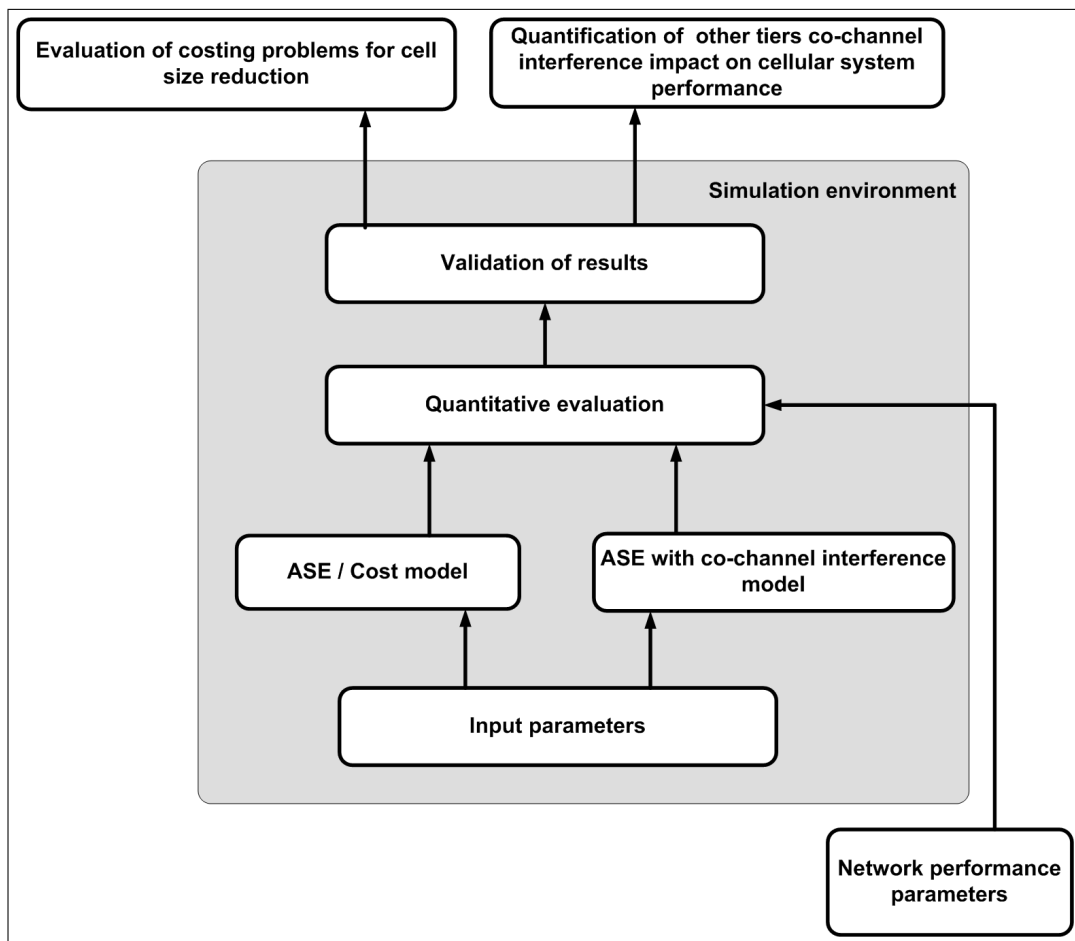 Evaluation of costing problems for cell
size reduction
Quantification of other tiers co-channel
interference impact on cellular system
performance
Simulation environment
Validation of results
Quantitative evaluation
ASE / Cost model
ASE with co-channel interference
model
Input parameters
Network performance
parameters